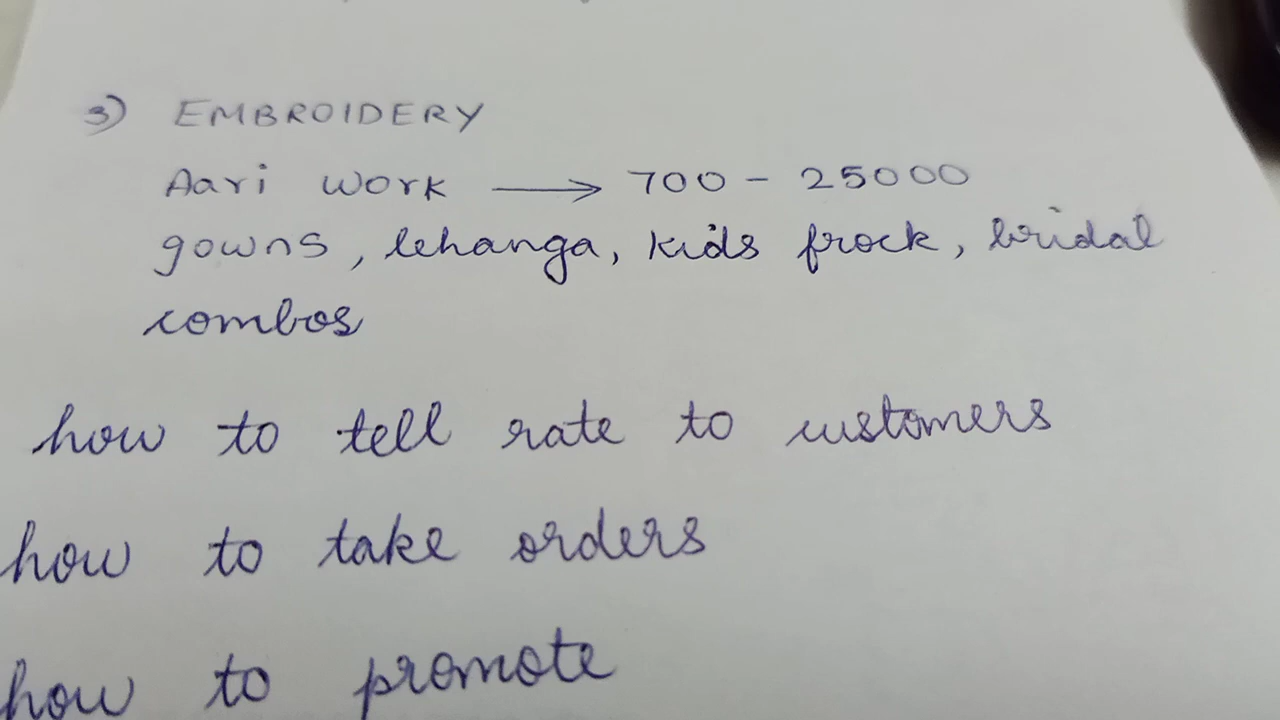 3) EMBROIDERY
Aari work → 700 - 25000
gowns, lehanga, kids frock, bridal
combos
how to tell rate to customers
how to take orders
how to promote